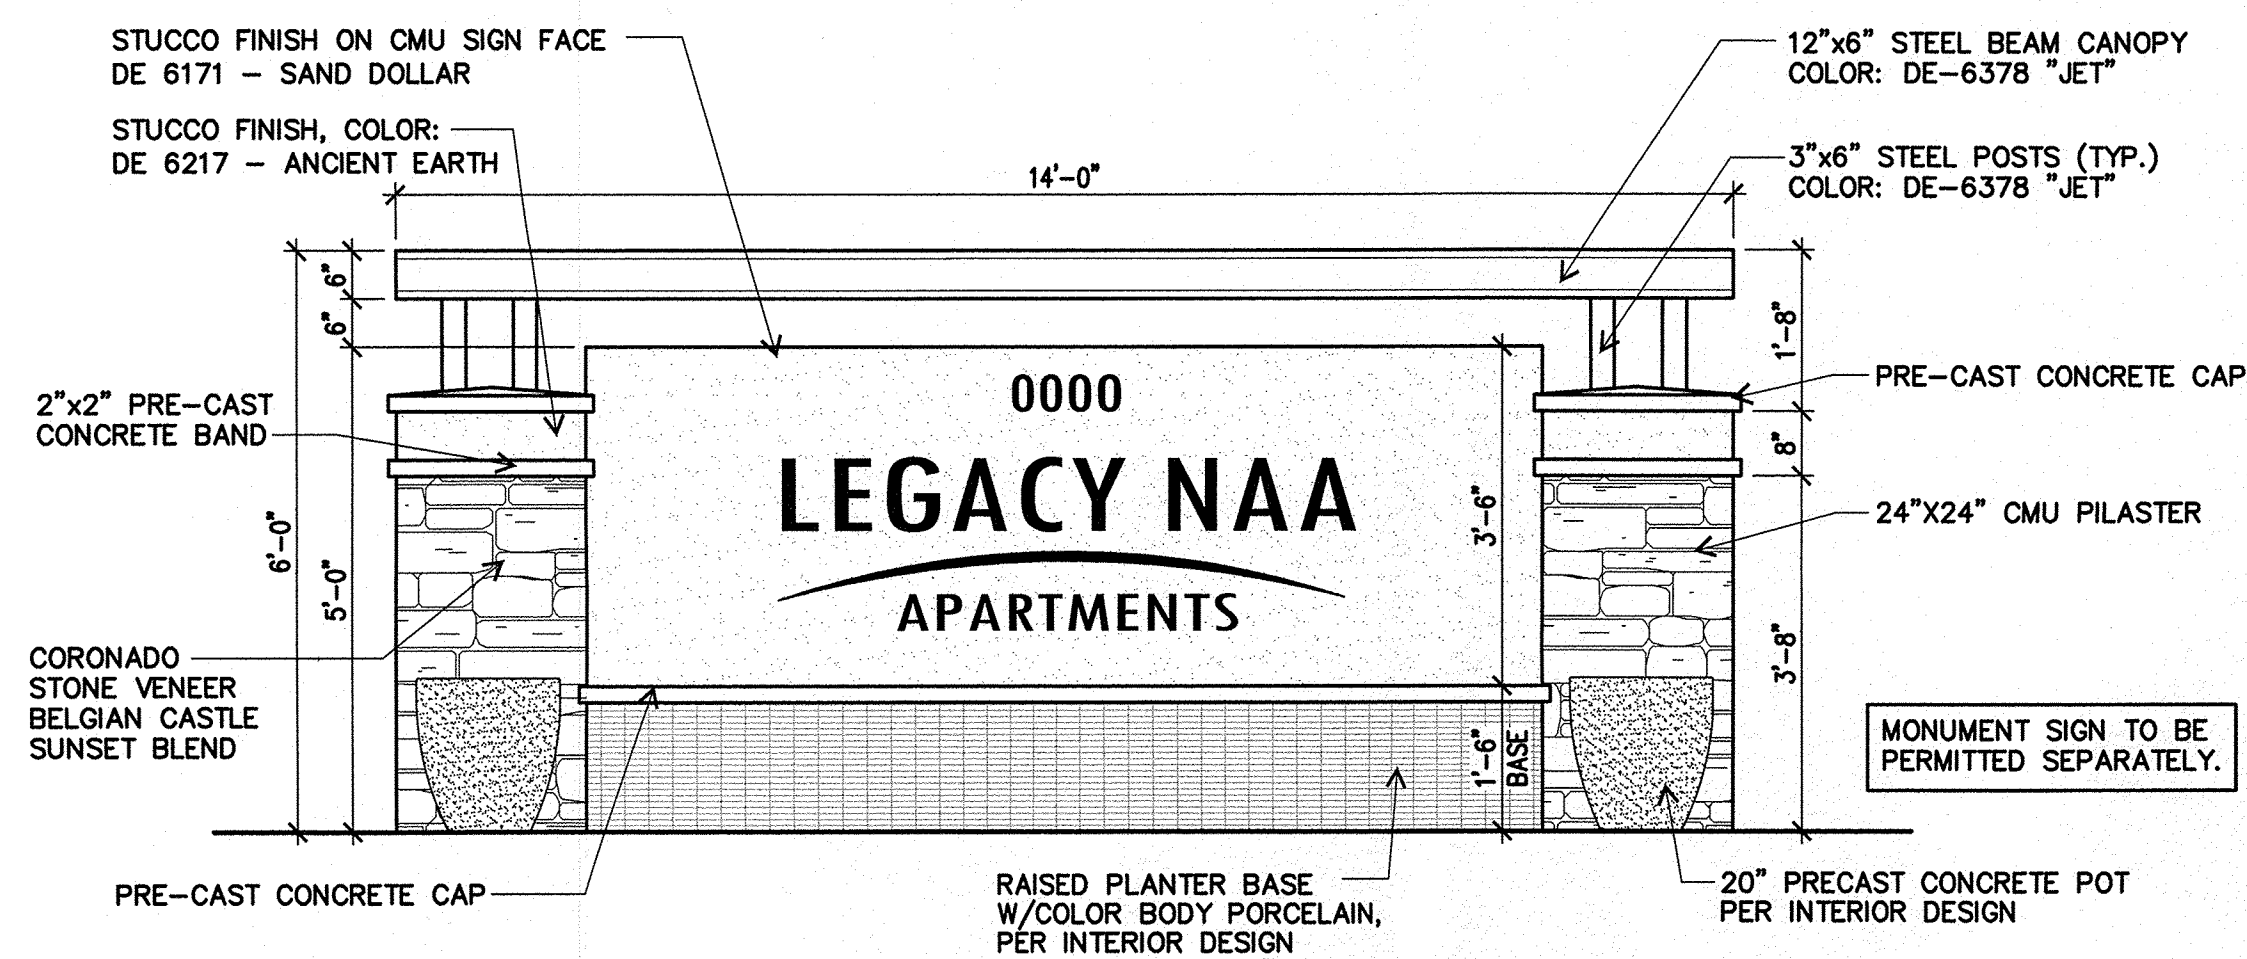 STUCCO FINISH ON CMU SIGN FACE
DE 6171 – SAND DOLLAR
STUCCO FINISH, COLOR:
DE 6217 – ANCIENT EARTH
12"x6" STEEL BEAM CANOPY
COLOR: DE-6378 "JET"
3"x6" STEEL POSTS (TYP.)
COLOR: DE-6378 "JET"
14'-0"
6"
6"
6'-0"
5'-0"
1'-8"
8"
3'-8"
3'-6"
1'-6"
BASE
2"x2" PRE-CAST
CONCRETE BAND
PRE-CAST CONCRETE CAP
24"X24" CMU PILASTER
0000
LEGACY NAA
APARTMENTS
CORONADO
STONE VENEER
BELGIAN CASTLE
SUNSET BLEND
MONUMENT SIGN TO BE
PERMITTED SEPARATELY.
PRE-CAST CONCRETE CAP
RAISED PLANTER BASE
W/COLOR BODY PORCELAIN,
PER INTERIOR DESIGN
20" PRECAST CONCRETE POT
PER INTERIOR DESIGN